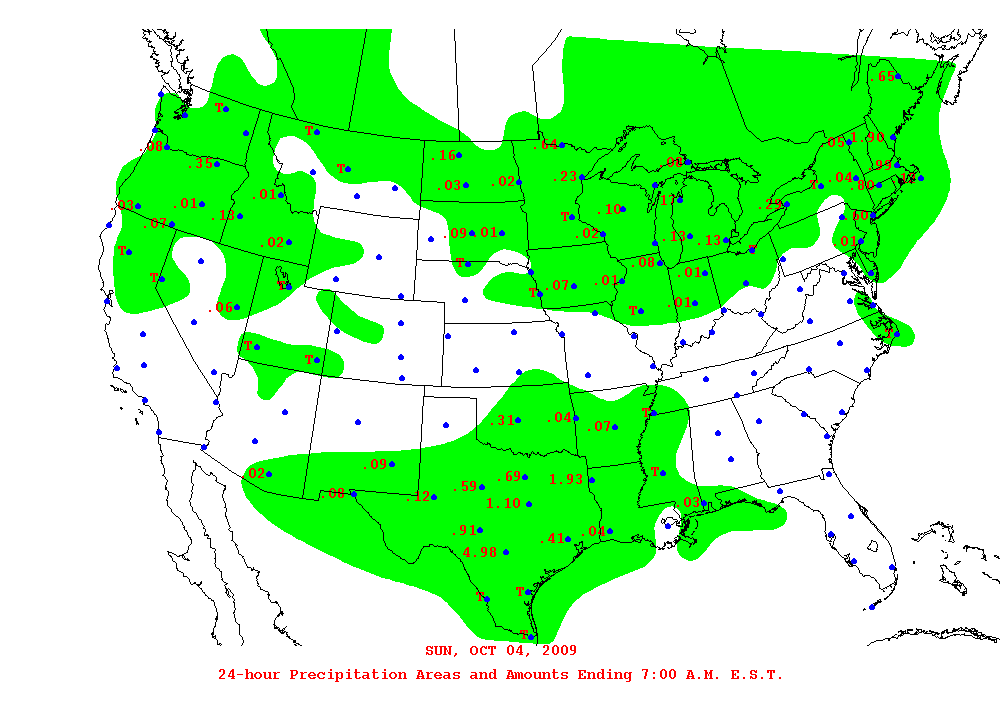 .65
T
.05 1.90
.64
T
.08
.16
.08
.99
.35
T
.23
.03
.02
T
.04
.80
.14
.01
.03
.01
.11
.29
.10
.13
T
.60
.07
.09
.01
.02
.13
.13
.02
.01
T
T
T
.08
.01
T
T
.07
.01
T
.06
.01
T
T
T
T
.31
.04
.07
T
.09
.02
T
.69
1.93
.59
.08
.12
1.10
.03
.91
.04
.41
4.98
T
T
T
SUN, OCT 04, 2009
24-hour Precipitation Areas and Amounts Ending 7:00 A.M. E.S.T.